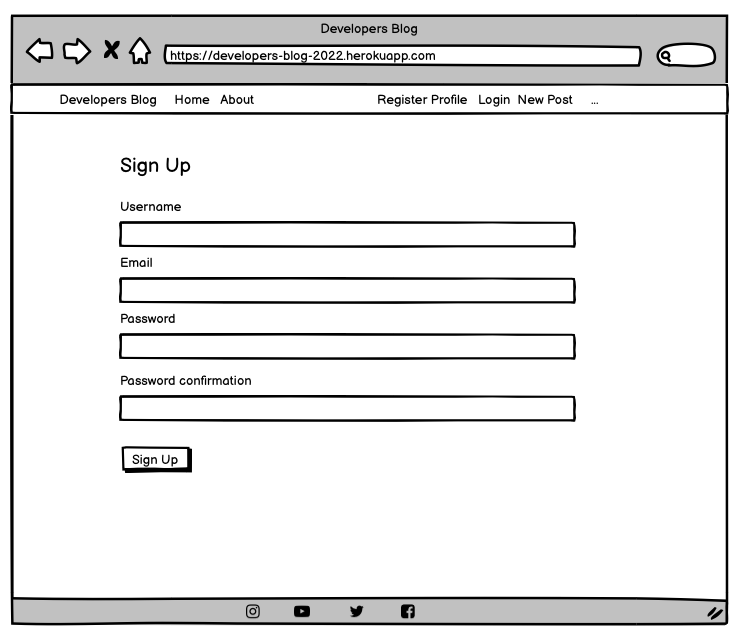 Developers Blog
https://developers-blog-2022.herokuapp.com
Developers Blog Home About Register Profile Login New Post ...
Sign Up
Username
Email
Password
Password confirmation
Sign Up